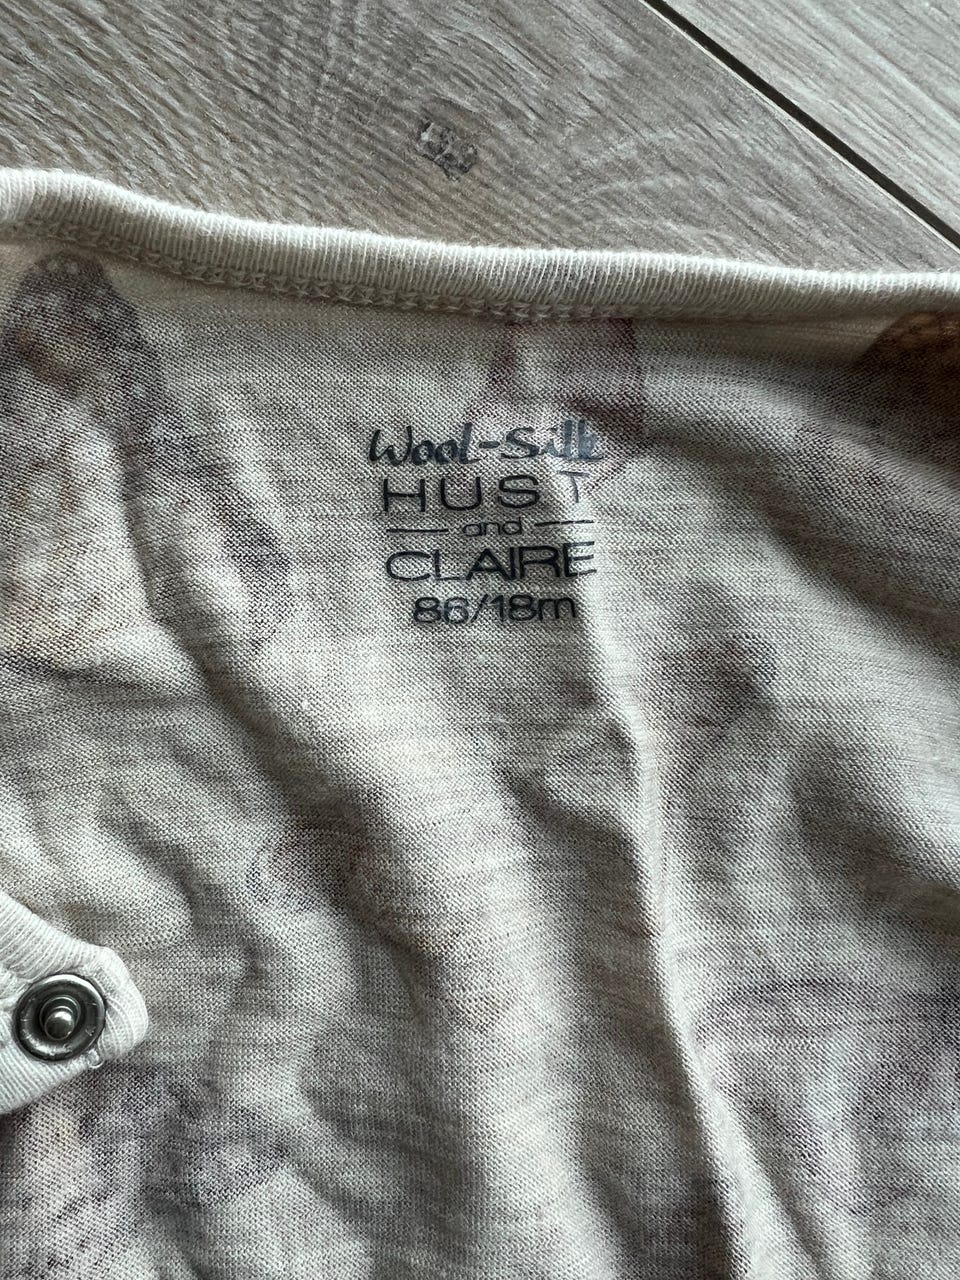 Wool-Silk
HUST
and
CLAIRE
86/18m